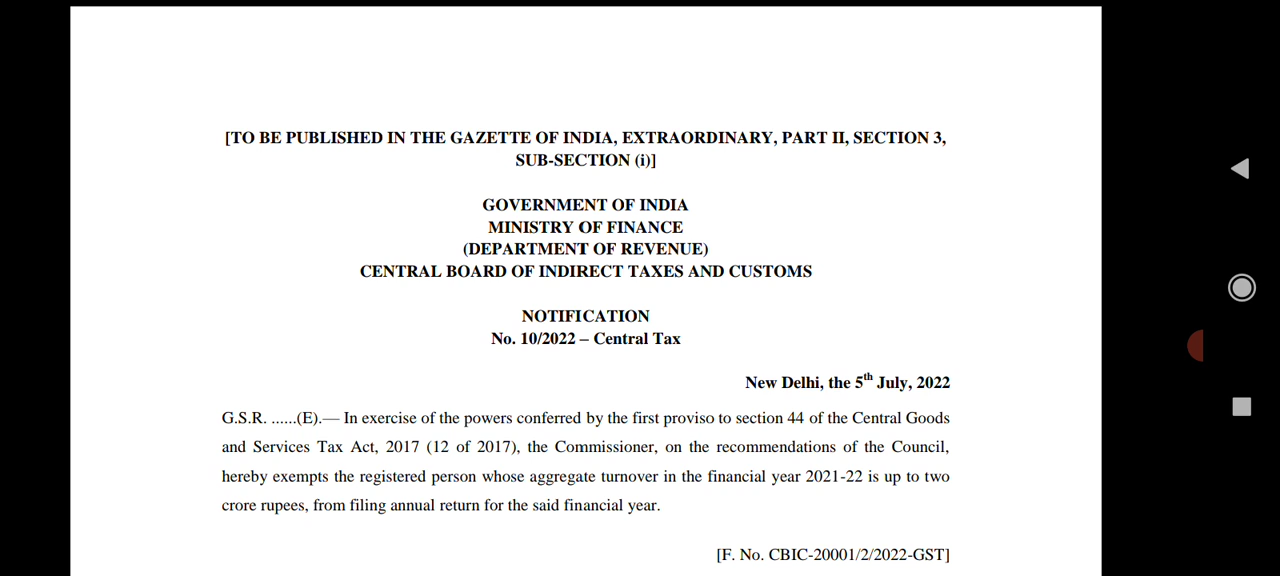 [TO BE PUBLISHED IN THE GAZETTE OF INDIA, EXTRAORDINARY, PART II, SECTION 3,
SUB-SECTION (i)]
GOVERNMENT OF INDIA
MINISTRY OF FINANCE
(DEPARTMENT OF REVENUE)
CENTRAL BOARD OF INDIRECT TAXES AND CUSTOMS
NOTIFICATION
No. 10/2022 – Central Tax
New Delhi, the 5th July, 2022
G.S.R. ......(E).— In exercise of the powers conferred by the first proviso to section 44 of the Central Goods
and Services Tax Act, 2017 (12 of 2017), the Commissioner, on the recommendations of the Council,
hereby exempts the registered person whose aggregate turnover in the financial year 2021-22 is up to two
crore rupees, from filing annual return for the said financial year.
[F. No. CBIC-20001/2/2022-GST]